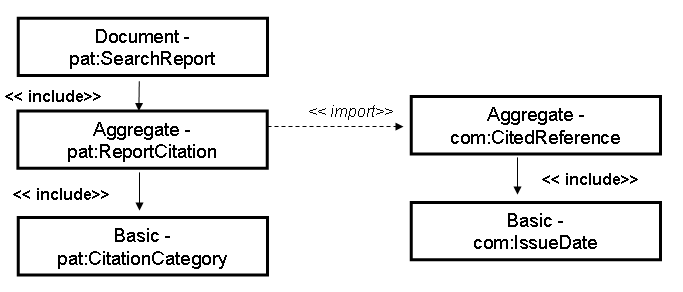 Document -
pat:SearchReport
<< include>>
Aggregate -
pat:ReportCitation
<< include>>
Basic -
pat:CitationCategory
<< import>>
Aggregate -
com:CitedReference
<< include>>
Basic -
com:IssueDate